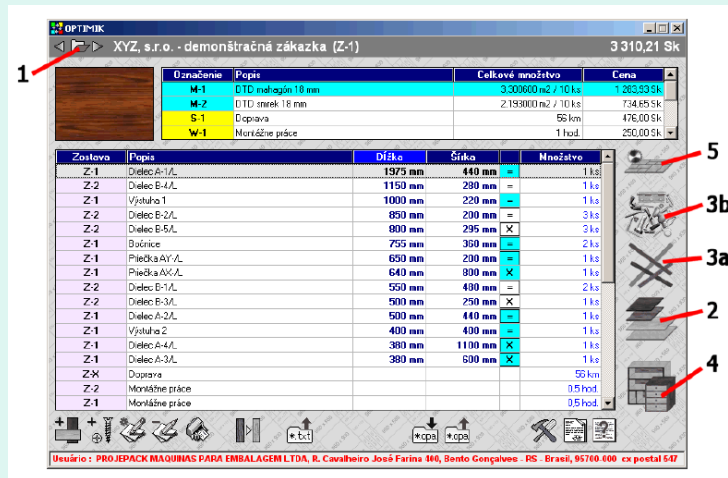 OPTIMIK
XYZ, s.r.o. - demonštračná zákazka (Z-1) 3 310,21 Sk
1
Označenie Popis Celkové množstvo Cena
M-1 DTD mahagón 18 mm 3,300600 m2 / 10 ks 1 283,93 Sk
M-2 DTD smrek 18 mm 2,193000 m2 / 10 ks 734,65 Sk
S-1 Doprava 56 km 476,00 Sk
W-1 Montážne práce 1 hod. 250,00 Sk
Zostava Popis Dĺžka Šírka Množstvo
5
Z-1 Dielec A-1/L 1975 mm 440 mm = 1 ks
Z-2 Dielec B-4/L 1150 mm 280 mm = 1 ks
Z-1 Výstuha 1 1000 mm 220 mm = 1 ks
3b
Z-2 Dielec B-2/L 850 mm 200 mm = 3 ks
Z-2 Dielec B-5/L 800 mm 295 mm X 3 ks
Z-1 Bočnice 755 mm 360 mm = 2 ks
3a
Z-1 Priečka AY-/L 650 mm 200 mm = 1 ks
Z-1 Priečka AX-/L 640 mm 800 mm X 1 ks
Z-2 Dielec B-1/L 550 mm 480 mm = 2 ks
Z-2 Dielec B-3/L 500 mm 250 mm X 1 ks
2
Z-1 Dielec A-2/L 500 mm 440 mm = 1 ks
Z-1 Výstuha 2 400 mm 400 mm = 1 ks
Z-1 Dielec A-4/L 380 mm 1100 mm X 1 ks
Z-1 Dielec A-3/L 380 mm 600 mm X 1 ks
4
Z-X Doprava 56 km
Z-2 Montážne práce 0,5 hod.
Z-1 Montážne práce 0,5 hod.
*.txt *.opa *.opa
Usuário : PROJEPACK MAQUINAS PARA EMBALAGEM LTDA, R. Cavalheiro José Farina 400, Bento Gonçalves - RS - Brasil, 95700-000 cx postal 547